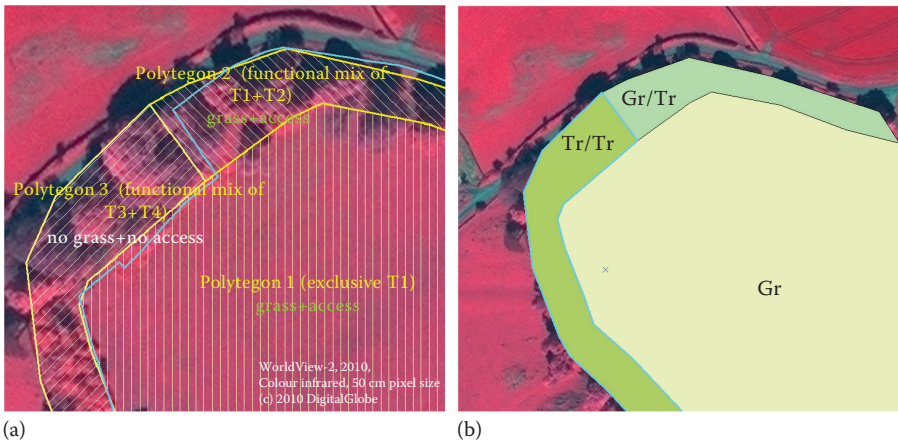 Polytegon 2 (functional mix of
T1+T2)
grass+access
Polytegon 3 (functional mix of
T3+T4)
no grass+no access
Polytegon 1 (exclusive T1)
grass+access
WorldView-2, 2010,
Colour infrared, 50 cm pixel size
(c) 2010 DigitalGlobe
(a)
Gr/Tr
Tr/Tr
Gr
(b)